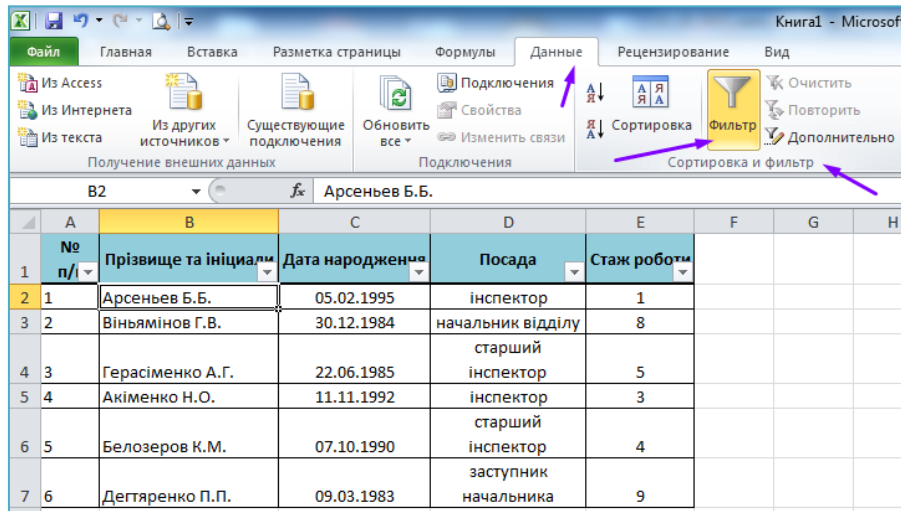 Книга1 - Microsof
Файл Главная Вставка Разметка страницы Формулы Данные Рецензирование Вид
Из Access
Из Интернета
Из текста
Из других источников
Существующие подключения
Получение внешних данных
Обновить все
Подключения
Свойства
Изменить связи
Подключения
А Я
Я А
А Я
Я А
Сортировка
Фильтр
Очистить
Повторить
Дополнительно
Сортировка и фильтр
B2 fx Арсеньев Б.Б.
A B C D E F G H
1 № п/ Прізвище та ініциали Дата народження Посада Стаж роботи
2 1 Арсеньев Б.Б. 05.02.1995 інспектор 1
3 2 Віньямінов Г.В. 30.12.1984 начальник відділу 8
4 3 Герасіменко А.Г. 22.06.1985 старший інспектор 5
5 4 Акіменко Н.О. 11.11.1992 інспектор 3
6 5 Белозеров К.М. 07.10.1990 старший інспектор 4
7 6 Дегтяренко П.П. 09.03.1983 заступник начальника 9